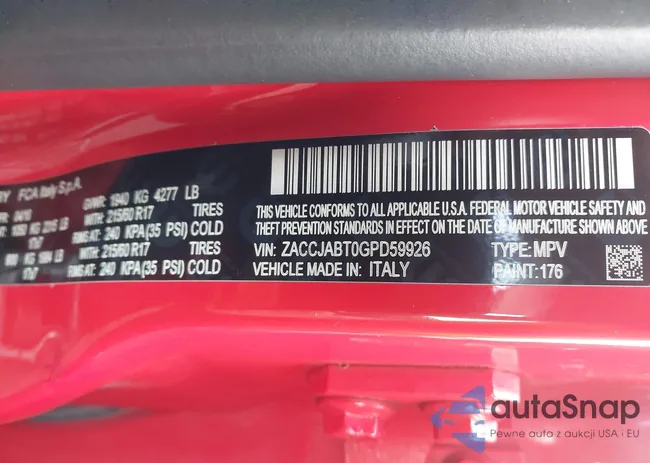 FCA Italy S.p.A.
GVWR: 1940 KG 4277 LB
WITH: 215/60 R17 TIRES
RIMS AT: 240 KPA(35 PSI) COLD
WITH: 215/60 R17 TIRES
RIMS AT: 240 KPA(35 PSI) COLD
THIS VEHICLE CONFORMS TO ALL APPLICABLE U.S.A. FEDERAL MOTOR VEHICLE SAFETY AND
THEFT PREVENTION STANDARDS IN EFFECT ON THE DATE OF MANUFACTURE SHOWN ABOVE
VIN: ZACCJABT0GPD59926 TYPE: MPV
VEHICLE MADE IN: ITALY PAINT: 176
autaSnap
Pewne auta z aukcji USA i EU